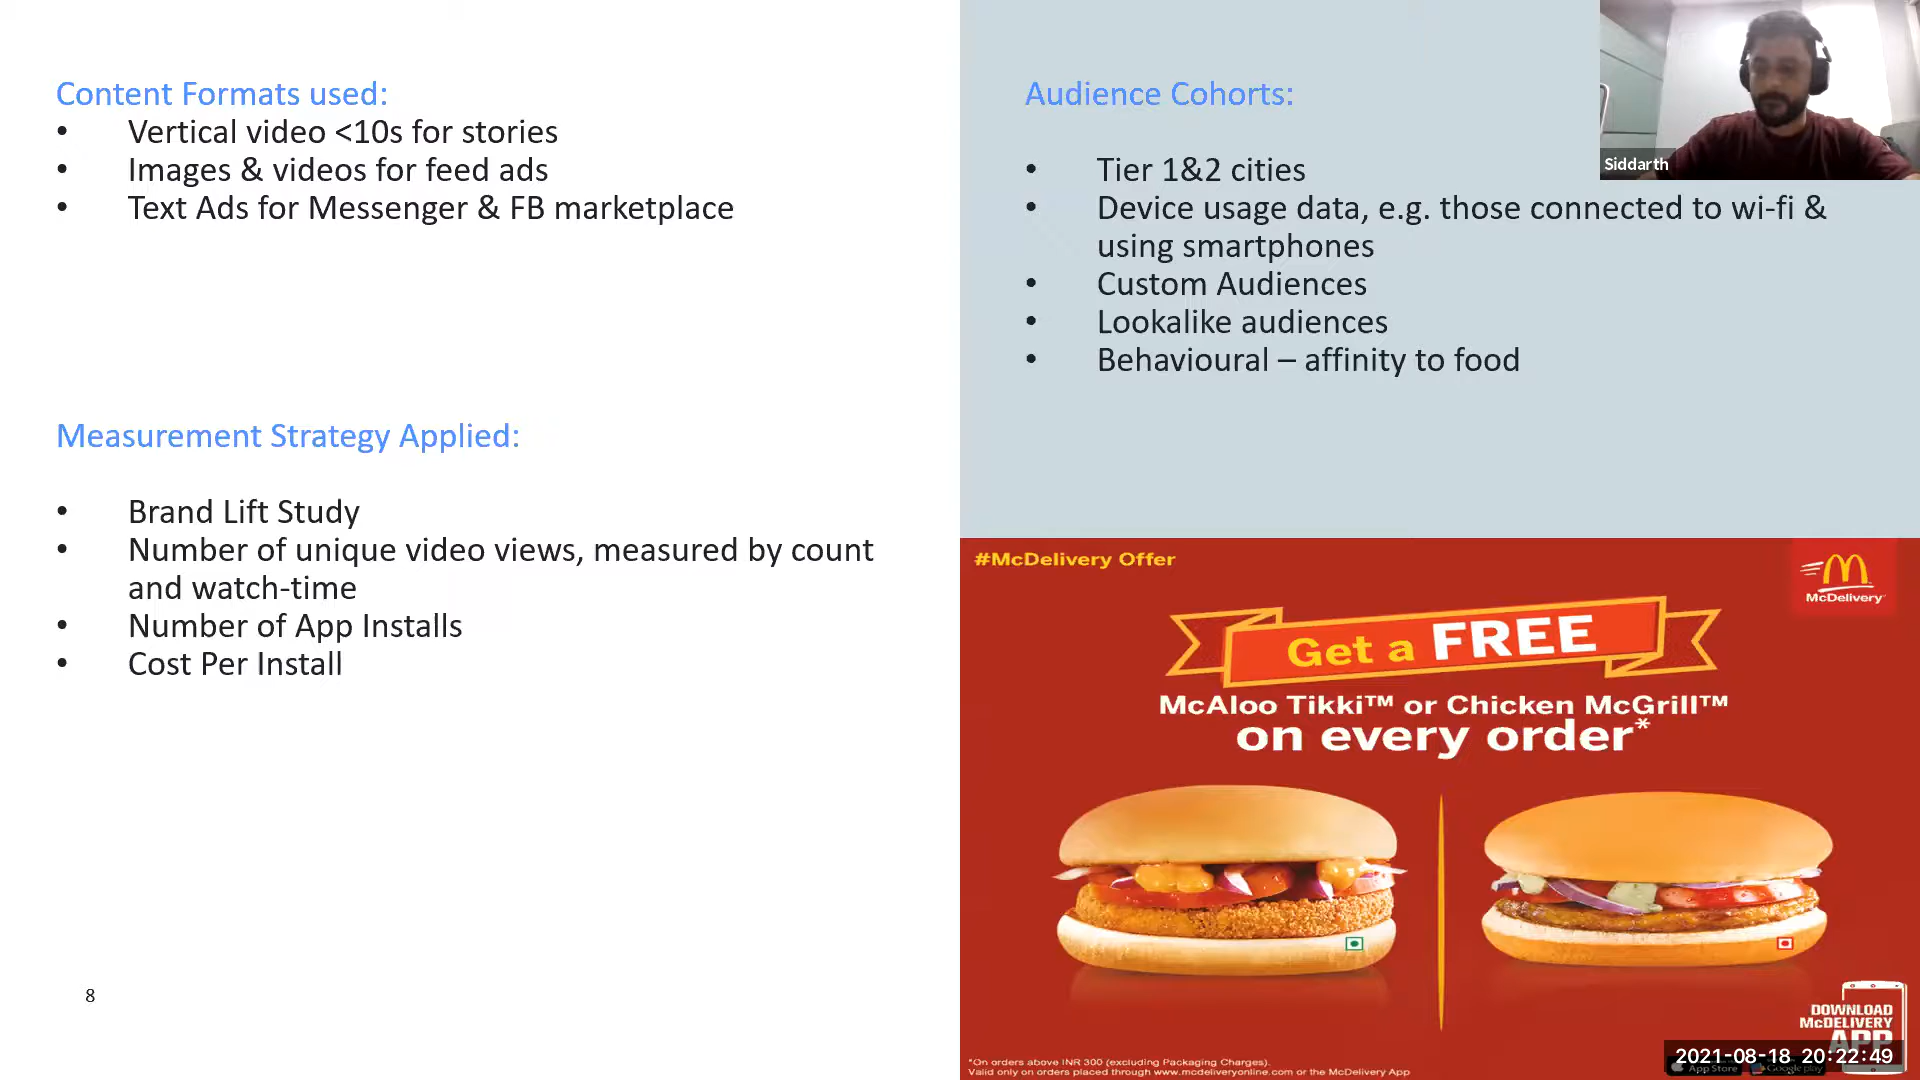 Content Formats used:
• Vertical video <10s for stories
• Images & videos for feed ads
• Text Ads for Messenger & FB marketplace
Measurement Strategy Applied:
• Brand Lift Study
• Number of unique video views, measured by count
and watch-time
• Number of App Installs
• Cost Per Install
8
Audience Cohorts:
• Tier 1&2 cities
• Device usage data, e.g. those connected to wi-fi &
using smartphones
• Custom Audiences
• Lookalike audiences
• Behavioural – affinity to food
Siddarth
#McDelivery Offer
McDelivery
Get a FREE
McAloo Tikki™ or Chicken McGrill™
on every order*
DOWNLOAD
McDELIVERY
APP
*On orders above INR 300 (excluding Packaging Charges).
Valid only on orders placed through www.mcdeliveryonline.com or the McDelivery App
2021-08-18 20:22:49
App Store Google play